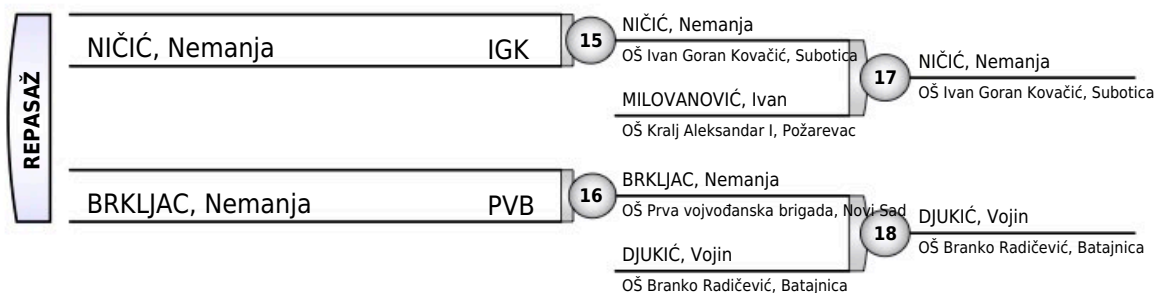 REPASAŽ
NIČIĆ, Nemanja IGK
15
NIČIĆ, Nemanja
OŠ Ivan Goran Kovačić, Subotica
MILOVANOVIĆ, Ivan
OŠ Kralj Aleksandar I, Požarevac
17
NIČIĆ, Nemanja
OŠ Ivan Goran Kovačić, Subotica
BRKLJAC, Nemanja PVB
16
BRKLJAC, Nemanja
OŠ Prva vojvođanska brigada, Novi Sad
DJUKIĆ, Vojin
OŠ Branko Radičević, Batajnica
18
DJUKIĆ, Vojin
OŠ Branko Radičević, Batajnica